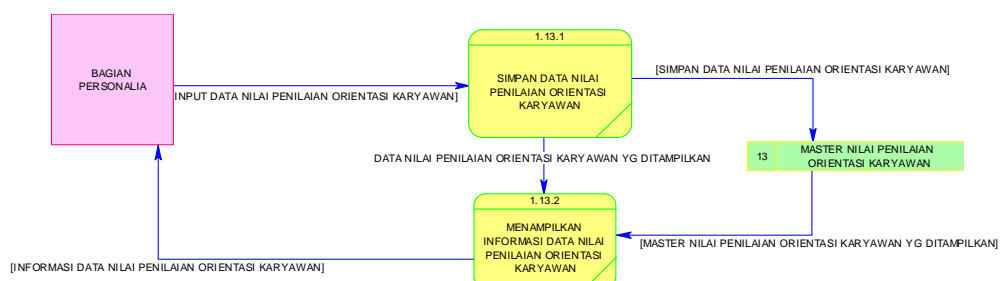 1.13.1
BAGIAN
PERSONALIA
SIMPAN DATA NILAI
PENILAIAN ORIENTASI
KARYAWAN
[SIMPAN DATA NILAI PENILAIAN ORIENTASI KARYAWAN]
INPUT DATA NILAI PENILAIAN ORIENTASI KARYAWAN]
DATA NILAI PENILAIAN ORIENTASI KARYAWAN YG DITAMPILKAN
13
MASTER NILAI PENILAIAN
ORIENTASI KARYAWAN
1.13.2
MENAMPILKAN
INFORMASI DATA NILAI
PENILAIAN ORIENTASI
KARYAWAN
[MASTER NILAI PENILAIAN ORIENTASI KARYAWAN YG DITAMPILKAN]
[INFORMASI DATA NILAI PENILAIAN ORIENTASI KARYAWAN]